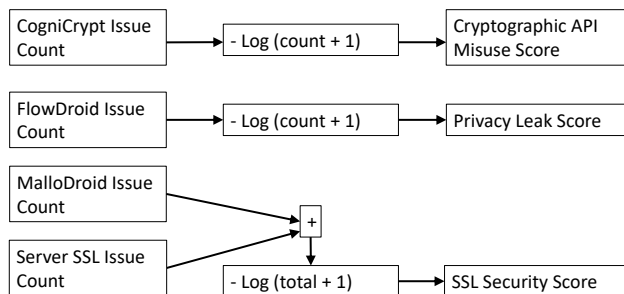 CogniCrypt Issue
Count
- Log (count + 1)
Cryptographic API
Misuse Score
FlowDroid Issue
Count
- Log (count + 1)
Privacy Leak Score
MalloDroid Issue
Count
+
Server SSL Issue
Count
- Log (total + 1)
SSL Security Score